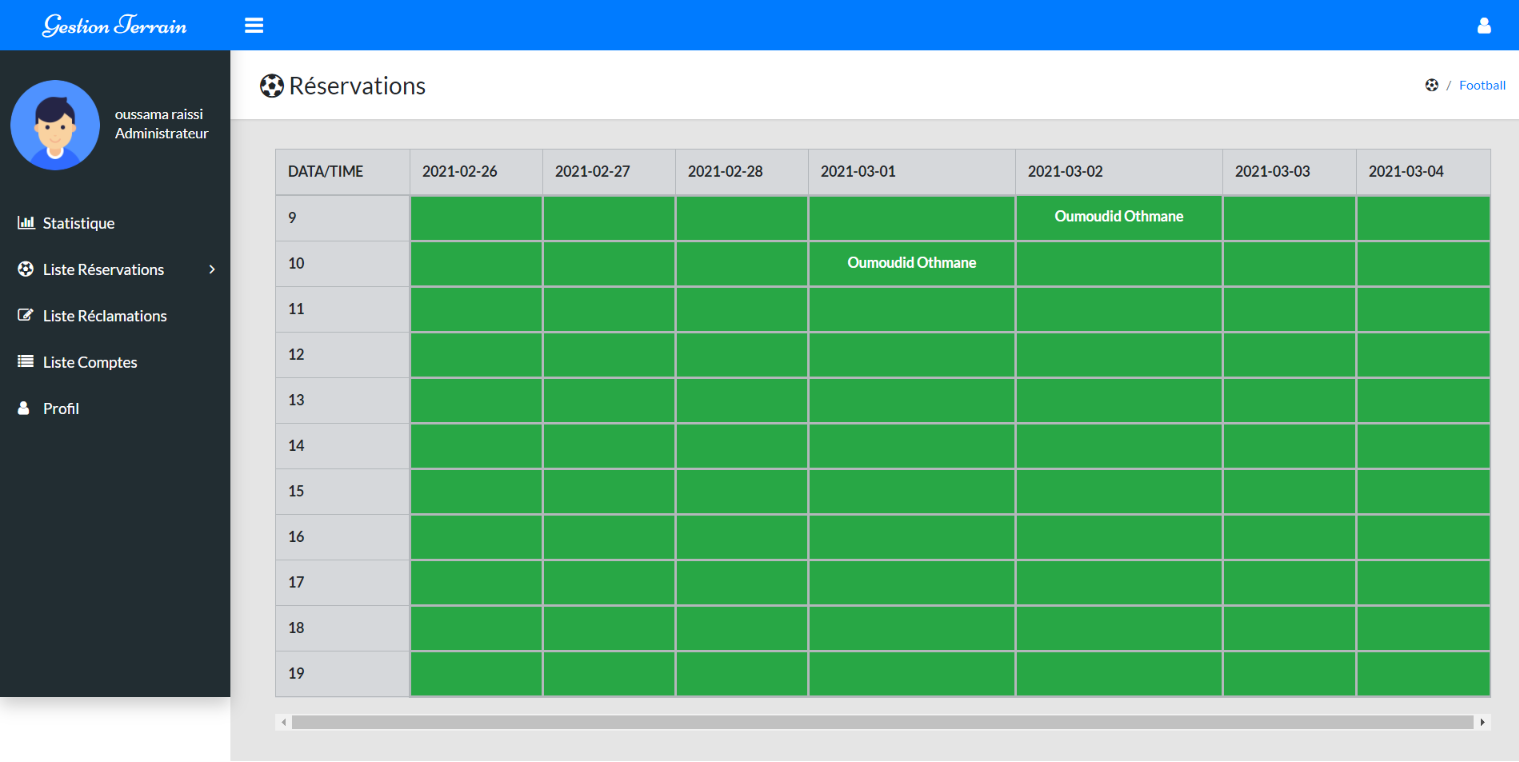 Gestion Terrain
oussama raissi
Administrateur
Statistique
Liste Réservations
Liste Réclamations
Liste Comptes
Profil
Réservations
/ Football
DATA/TIME 2021-02-26 2021-02-27 2021-02-28 2021-03-01 2021-03-02 2021-03-03 2021-03-04
9 Oumoudid Othmane
10 Oumoudid Othmane
11
12
13
14
15
16
17
18
19